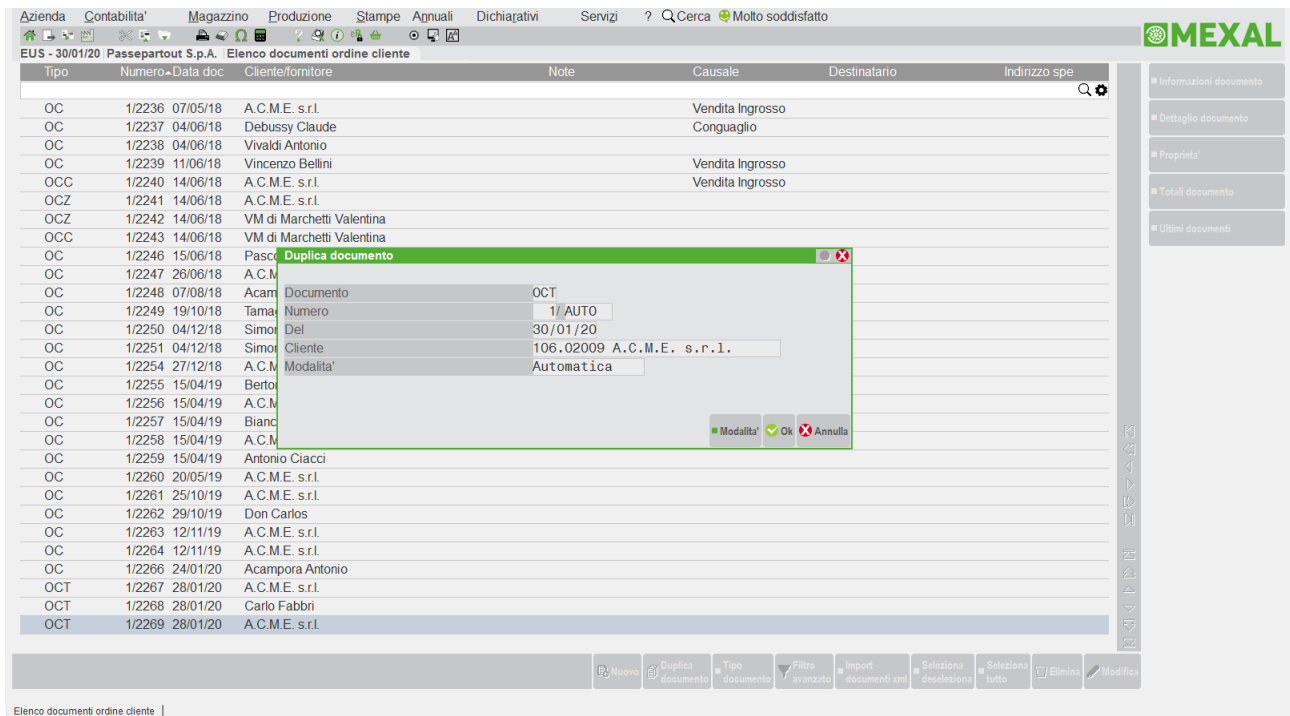 Azienda Contabilita' Magazzino Produzione Stampe Annuali Dichiarativi Servizi ? Cerca Molto soddisfatto
MEXAL
EUS - 30/01/20 Passepartout S.p.A. Elenco documenti ordine cliente
Tipo Numero Data doc Cliente/fornitore Note Causale Destinatario Indirizzo spe
OC 1/2236 07/05/18 A.C.M.E. s.r.l. Vendita Ingrosso
OC 1/2237 04/06/18 Debussy Claude Conguaglio
OC 1/2238 04/06/18 Vivaldi Antonio
OC 1/2239 11/06/18 Vincenzo Bellini Vendita Ingrosso
OCC 1/2240 14/06/18 A.C.M.E. s.r.l. Vendita Ingrosso
OCZ 1/2241 14/06/18 A.C.M.E. s.r.l.
OCZ 1/2242 14/06/18 VM di Marchetti Valentina
OCC 1/2243 14/06/18 VM di Marchetti Valentina
OC 1/2246 15/06/18 Pasco
OC 1/2247 26/06/18 A.C.M
OC 1/2248 07/08/18 Acam
OC 1/2249 19/10/18 Tamag
OC 1/2250 04/12/18 Simon
OC 1/2251 04/12/18 Simon
OC 1/2254 27/12/18 A.C.M
OC 1/2255 15/04/19 Berto
OC 1/2256 15/04/19 A.C.M
OC 1/2257 15/04/19 Bianc
OC 1/2258 15/04/19 A.C.M
OC 1/2259 15/04/19 Antonio Ciacci
OC 1/2260 20/05/19 A.C.M.E. s.r.l.
OC 1/2261 25/10/19 A.C.M.E. s.r.l.
OC 1/2262 29/10/19 Don Carlos
OC 1/2263 12/11/19 A.C.M.E. s.r.l.
OC 1/2264 12/11/19 A.C.M.E. s.r.l.
OC 1/2266 24/01/20 Acampora Antonio
OCT 1/2267 28/01/20 A.C.M.E. s.r.l.
OCT 1/2268 28/01/20 Carlo Fabbri
OCT 1/2269 28/01/20 A.C.M.E. s.r.l.
Duplica documento
Documento OCT
Numero 1/ AUTO
Del 30/01/20
Cliente 106.02009 A.C.M.E. s.r.l.
Modalita' Automatica
Modalita' Ok Annulla
Informazioni documento
Dettaglio documento
Proprieta'
Totali documento
Ultimi documenti
Nuovo Duplica documento Tipo documento Filtro avanzato Import documenti xml Seleziona deseleziona Seleziona tutto Elimina Modifica
Elenco documenti ordine cliente